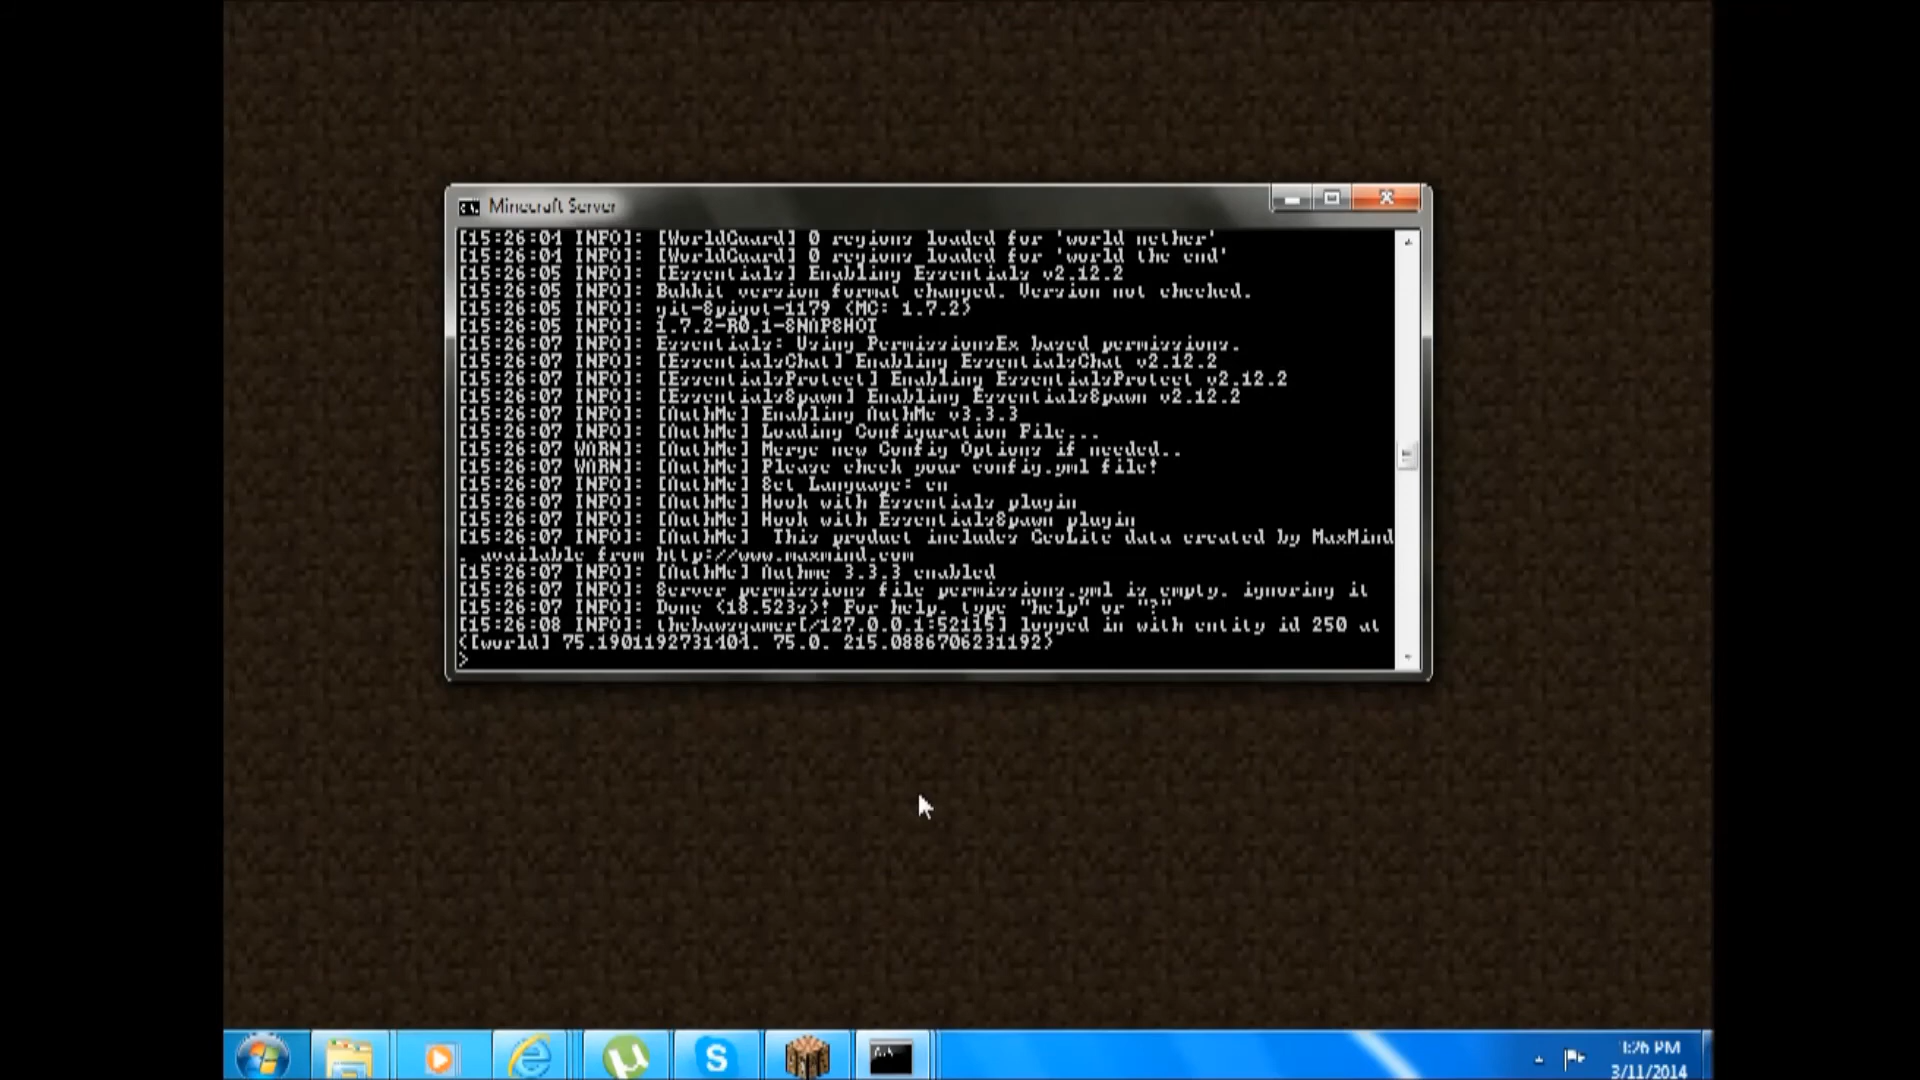 Minecraft Server
[15:26:04 INFO]: [WorldGuard] 0 regions loaded for 'world_nether'
[15:26:04 INFO]: [WorldGuard] 0 regions loaded for 'world_the_end'
[15:26:05 INFO]: [Essentials] Enabling Essentials v2.12.2
[15:26:05 INFO]: Bukkit version format changed. Version not checked.
[15:26:05 INFO]: git-Spigot-1179 (MC: 1.7.2)
[15:26:05 INFO]: 1.7.2-R0.1-SNAPSHOT
[15:26:07 INFO]: Essentials: Using PermissionsEx based permissions.
[15:26:07 INFO]: [EssentialsChat] Enabling EssentialsChat v2.12.2
[15:26:07 INFO]: [EssentialsProtect] Enabling EssentialsProtect v2.12.2
[15:26:07 INFO]: [EssentialsSpawn] Enabling EssentialsSpawn v2.12.2
[15:26:07 INFO]: [AuthMe] Enabling AuthMe v3.3.3
[15:26:07 INFO]: [AuthMe] Loading Configuration File...
[15:26:07 WARN]: [AuthMe] Merge new Config Options if needed..
[15:26:07 WARN]: [AuthMe] Please check your config.yml file!
[15:26:07 INFO]: [AuthMe] Set Language: en
[15:26:07 INFO]: [AuthMe] Hook with Essentials plugin
[15:26:07 INFO]: [AuthMe] Hook with EssentialsSpawn plugin
[15:26:07 INFO]: [AuthMe]  This product includes GeoLite data created by MaxMind
, available from http://www.maxmind.com
[15:26:07 INFO]: [AuthMe] Authme 3.3.3 enabled
[15:26:07 INFO]: Server permissions file permissions.yml is empty, ignoring it
[15:26:07 INFO]: Done (18.523s)! For help, type "help" or "?"
[15:26:08 INFO]: thebawsgamer[/127.0.0.1:52115] logged in with entity id 250 at
([world] 75.1901192731404, 75.0, 215.0886706231192)
>
3:26 PM
3/11/2014